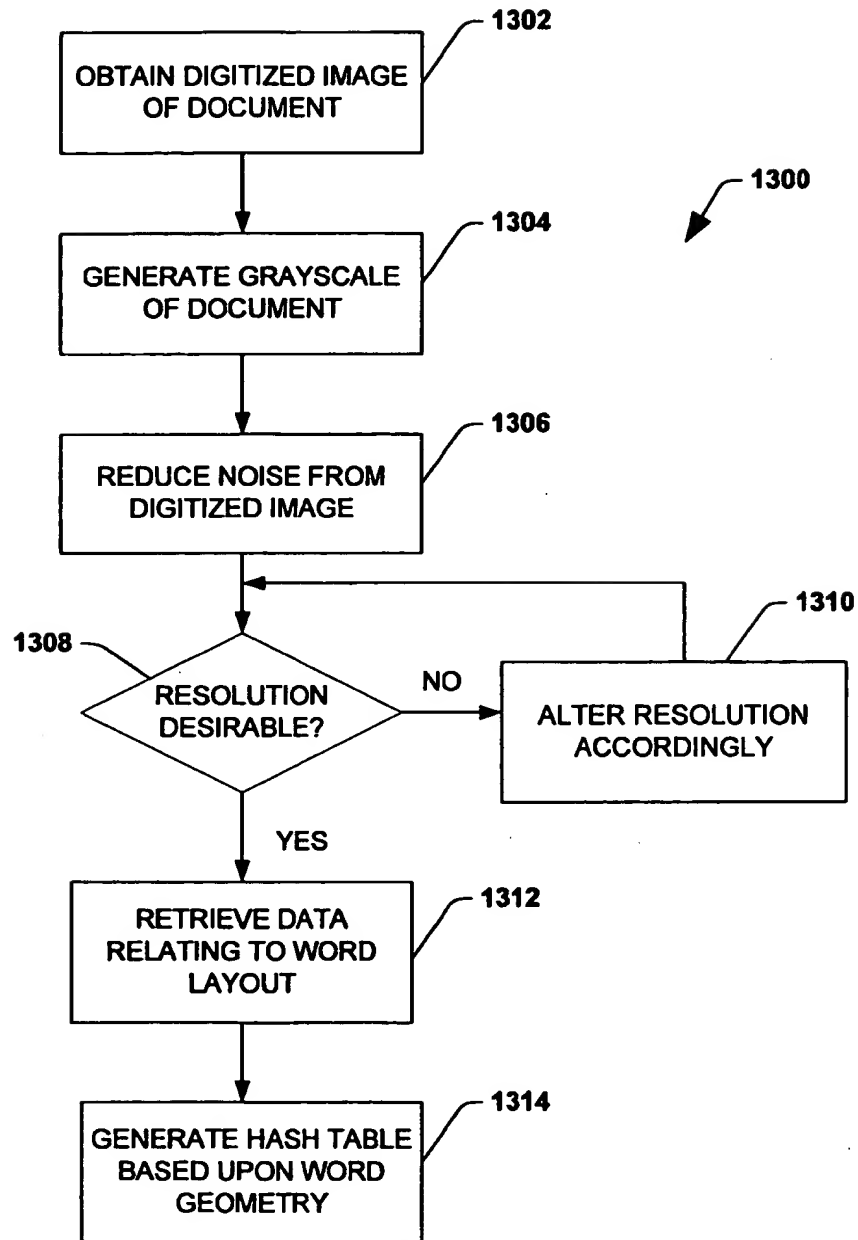 1302
OBTAIN DIGITIZED IMAGE
OF DOCUMENT
1300
1304
GENERATE GRAYSCALE
OF DOCUMENT
1306
REDUCE NOISE FROM
DIGITIZED IMAGE
1310
1308
RESOLUTION
DESIRABLE?
NO
ALTER RESOLUTION
ACCORDINGLY
YES
1312
RETRIEVE DATA
RELATING TO WORD
LAYOUT
1314
GENERATE HASH TABLE
BASED UPON WORD
GEOMETRY